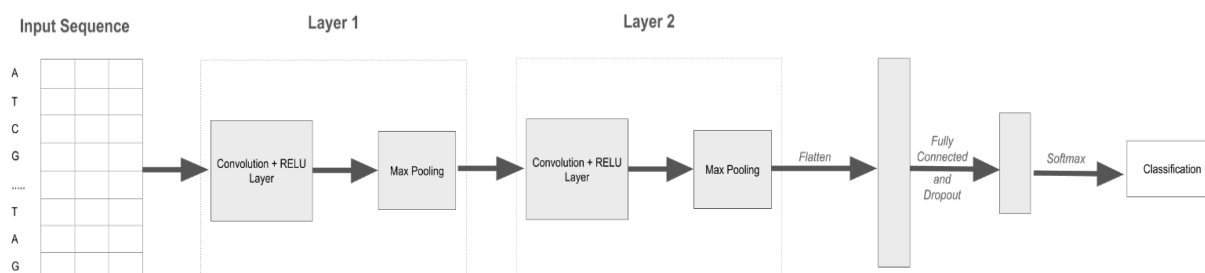 Input Sequence
Layer 1
Layer 2
A
T
C
G
.....
T
A
G
Convolution + RELU
Layer
Max Pooling
Convolution + RELU
Layer
Max Pooling
Flatten
Fully
Connected
and
Dropout
Softmax
Classification